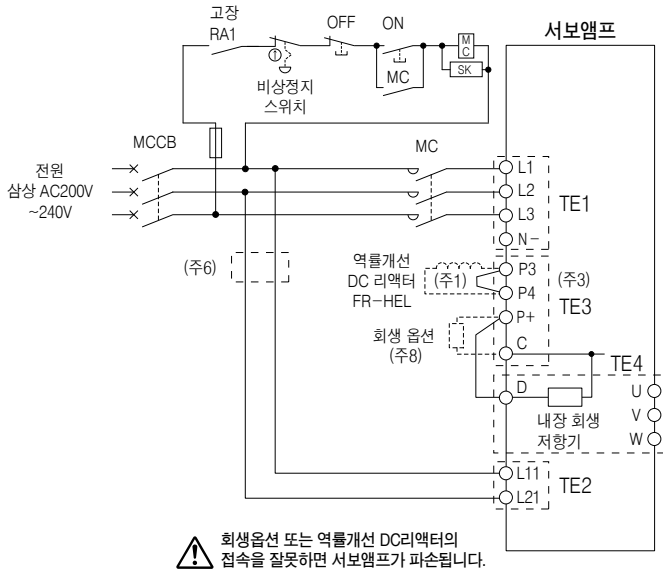 고장
RA1
OFF
ON
서보앰프
M
C
SK
MC
비상정지
스위치
MCCB
MC
전원
삼상 AC200V
~240V
L1
L2
L3
N-
TE1
(주6)
역률개선
DC 리액터
FR-HEL
(주1)
P3
P4
P+
C
(주3)
TE3
회생 옵션
(주8)
TE4
D
내장 회생
저항기
U
V
W
L11
L21
TE2
회생옵션 또는 역률개선 DC리액터의
접속을 잘못하면 서보앰프가 파손됩니다.